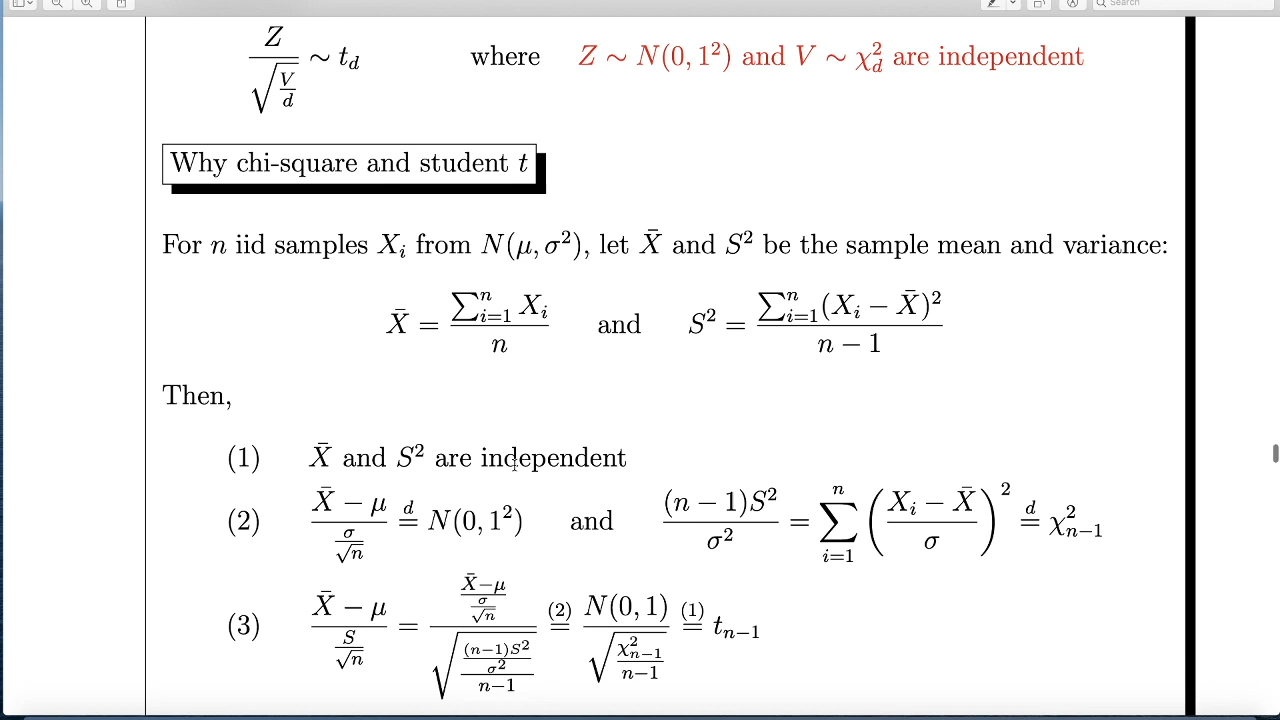 Search
Z / √(V/d) ∼ t_d where Z ∼ N(0, 1²) and V ∼ χ²_d are independent
Why chi-square and student t
For n iid samples X_i from N(μ, σ²), let X̄ and S² be the sample mean and variance:
X̄ = ∑_{i=1}^{n} X_i / n and S² = ∑_{i=1}^{n} (X_i − X̄)² / (n − 1)
Then,
(1) X̄ and S² are independent
(2) (X̄ − μ) / (σ/√n) =^d N(0, 1²) and (n − 1)S² / σ² = ∑_{i=1}^{n} ((X_i − X̄) / σ)² =^d χ²_{n−1}
(3) (X̄ − μ) / (S/√n) = ((X̄−μ) / (σ/√n)) / √(((n−1)S²/σ²) / (n−1)) =^(2) N(0, 1) / √(χ²_{n−1} / (n−1)) =^(1) t_{n−1}